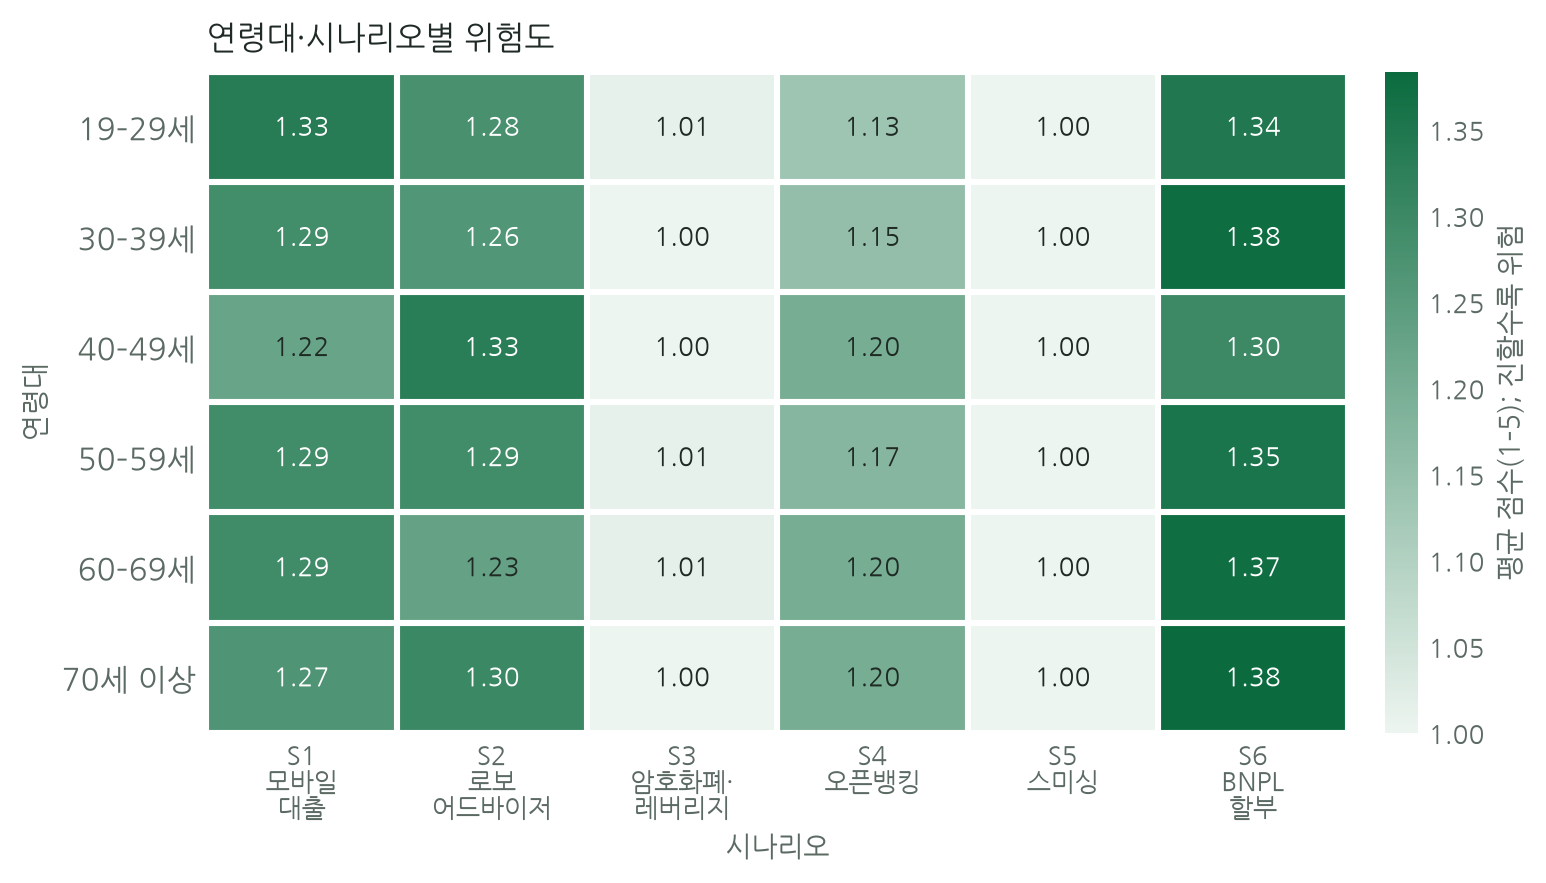 연령대·시나리오별 위험도
19-29세 1.33 1.28 1.01 1.13 1.00 1.34
30-39세 1.29 1.26 1.00 1.15 1.00 1.38
40-49세 1.22 1.33 1.00 1.20 1.00 1.30
50-59세 1.29 1.29 1.01 1.17 1.00 1.35
60-69세 1.29 1.23 1.01 1.20 1.00 1.37
70세 이상 1.27 1.30 1.00 1.20 1.00 1.38
연령대
S1
모바일
대출
S2
로보
어드바이저
S3
암호화폐·
레버리지
S4
오픈뱅킹
S5
스미싱
S6
BNPL
할부
시나리오
1.35
1.30
1.25
1.20
1.15
1.10
1.05
1.00
평균 점수(1-5); 진할수록 위험